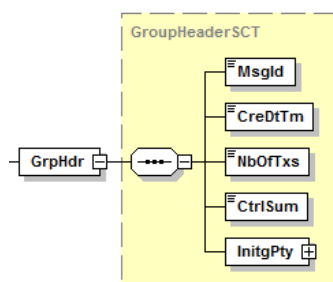 GroupHeaderSCT
MsgId
CreDtTm
GrpHdr
NbOfTxs
CtrlSum
InitgPty